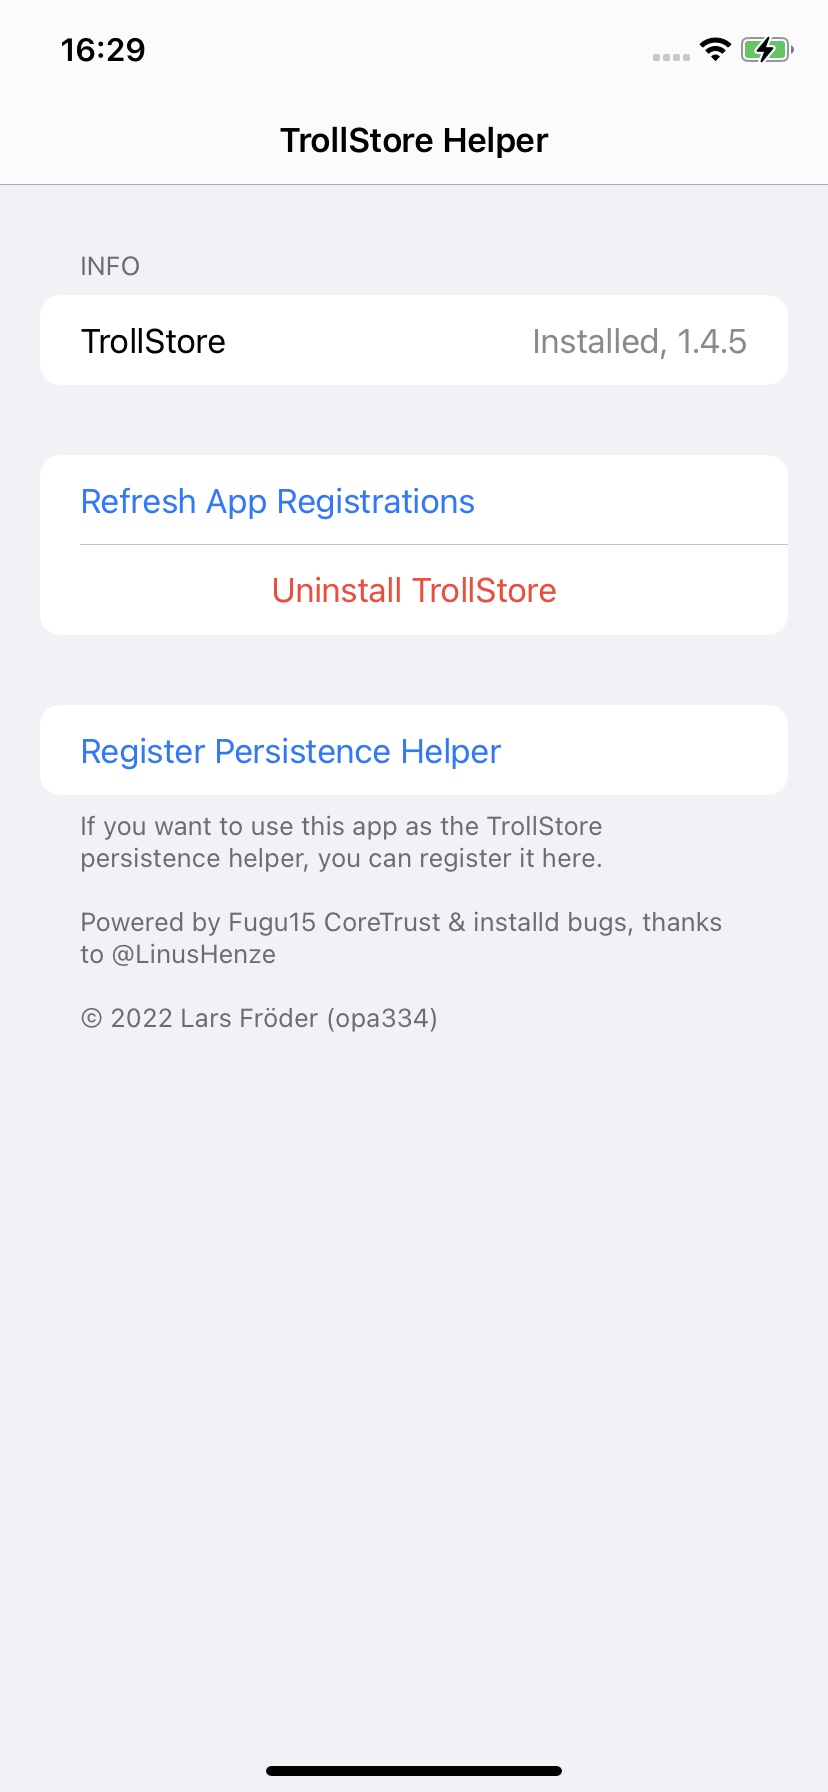 16:29
TrollStore Helper
INFO
TrollStore Installed, 1.4.5
Refresh App Registrations
Uninstall TrollStore
Register Persistence Helper
If you want to use this app as the TrollStore
persistence helper, you can register it here.
Powered by Fugu15 CoreTrust & installd bugs, thanks
to @LinusHenze
© 2022 Lars Fröder (opa334)